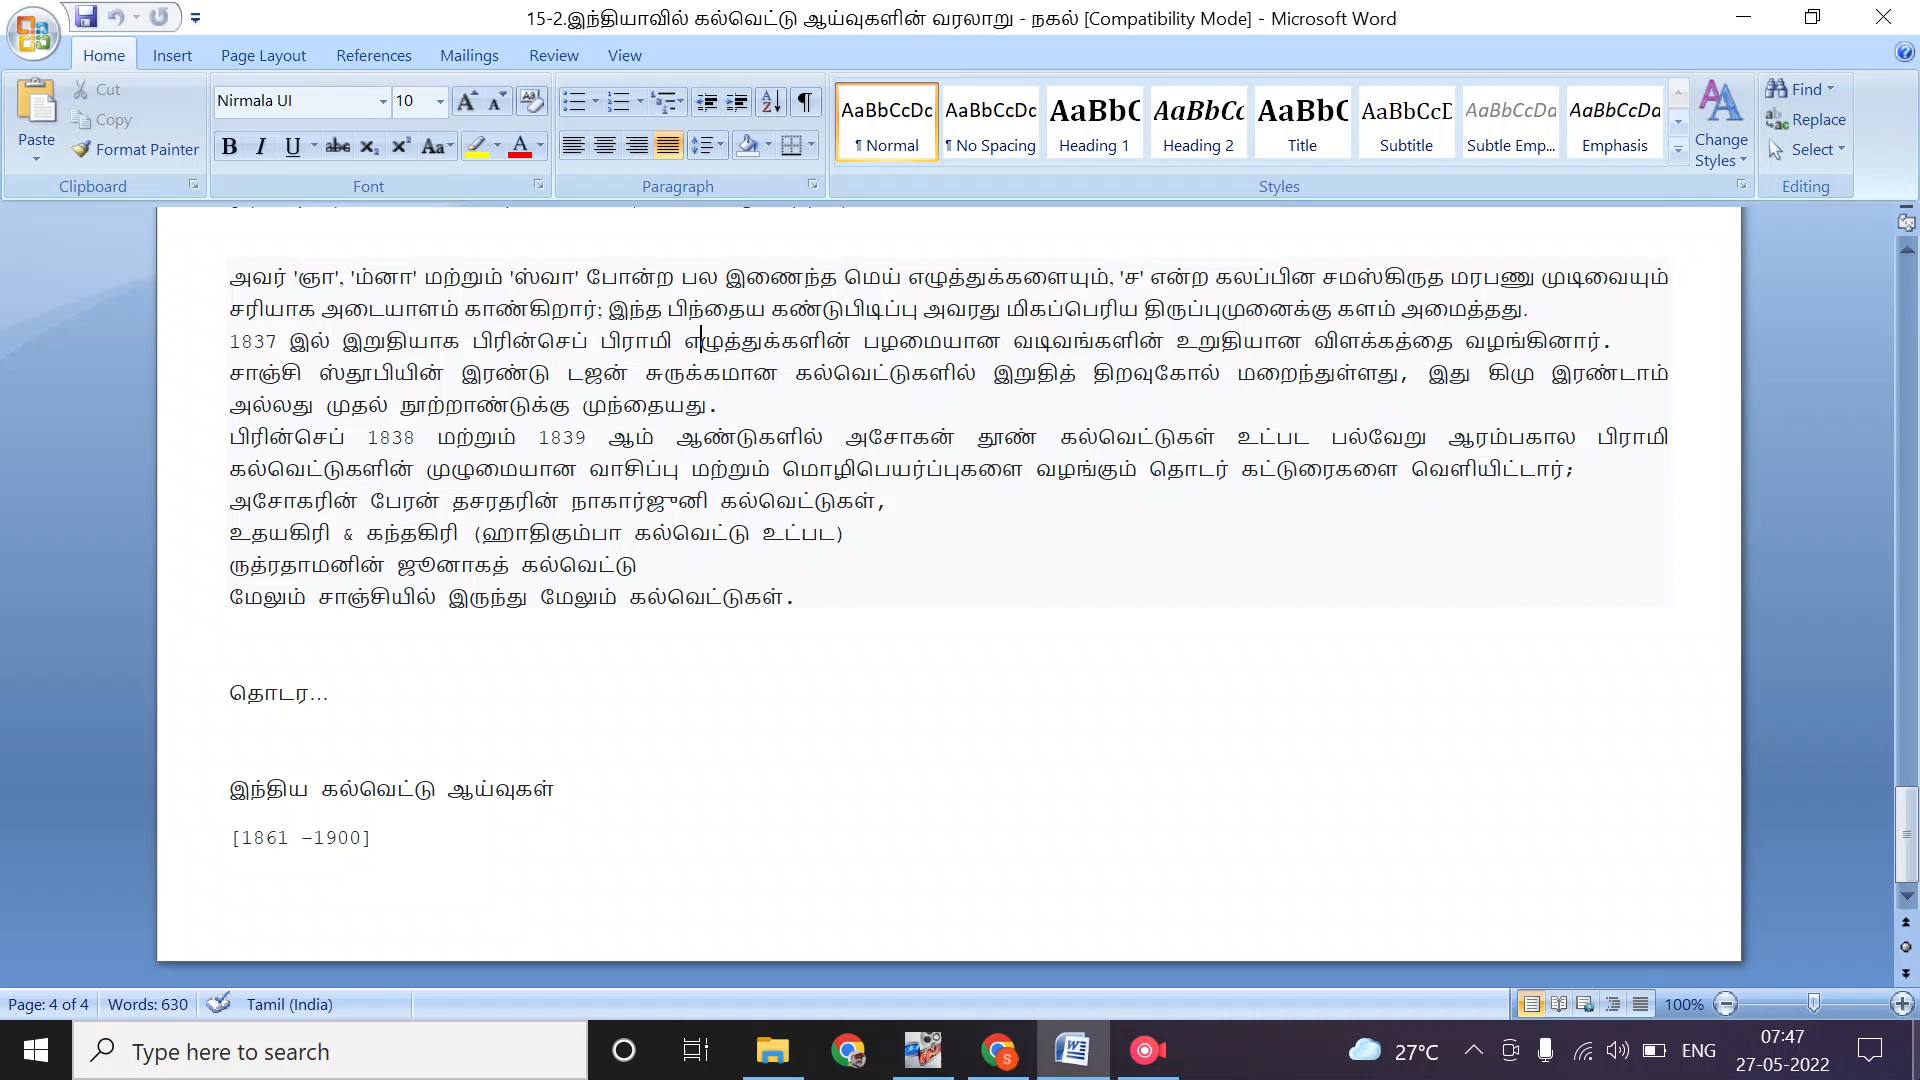 15-2.இந்தியாவில் கல்வெட்டு ஆய்வுகளின் வரலாறு - நகல் [Compatibility Mode] - Microsoft Word
Home Insert Page Layout References Mailings Review View
Paste
Cut
Copy
Format Painter
Clipboard
Nirmala UI 10
Font
Paragraph
AaBbCcDc AaBbCcDc AaBbC AaBbCc AaBbC AaBbCcD AaBbCcDa AaBbCcDa
¶ Normal ¶ No Spacing Heading 1 Heading 2 Title Subtitle Subtle Emp... Emphasis
Change Styles
Styles
Find
Replace
Select
Editing
அவர் 'ஞா', 'ம்னா' மற்றும் 'ஸ்வா' போன்ற பல இணைந்த மெய் எழுத்துக்களையும், 'ச' என்ற கலப்பின சமஸ்கிருத மரபணு முடிவையும்
சரியாக அடையாளம் காண்கிறார்; இந்த பிந்தைய கண்டுபிடிப்பு அவரது மிகப்பெரிய திருப்புமுனைக்கு களம் அமைத்தது.
1837 இல் இறுதியாக பிரின்செப் பிராமி எழுத்துக்களின் பழமையான வடிவங்களின் உறுதியான விளக்கத்தை வழங்கினார்.
சாஞ்சி ஸ்தூபியின் இரண்டு டஜன் சுருக்கமான கல்வெட்டுகளில் இறுதித் திறவுகோல் மறைந்துள்ளது, இது கிமு இரண்டாம்
அல்லது முதல் நூற்றாண்டுக்கு முந்தையது.
பிரின்செப் 1838 மற்றும் 1839 ஆம் ஆண்டுகளில் அசோகன் தூண் கல்வெட்டுகள் உட்பட பல்வேறு ஆரம்பகால பிராமி
கல்வெட்டுகளின் முழுமையான வாசிப்பு மற்றும் மொழிபெயர்ப்புகளை வழங்கும் தொடர் கட்டுரைகளை வெளியிட்டார்;
அசோகரின் பேரன் தசரதரின் நாகார்ஜுனி கல்வெட்டுகள்,
உதயகிரி & கந்தகிரி (ஹாதிகும்பா கல்வெட்டு உட்பட)
ருத்ரதாமனின் ஜூனாகத் கல்வெட்டு
மேலும் சாஞ்சியில் இருந்து மேலும் கல்வெட்டுகள்.
தொடர...
இந்திய கல்வெட்டு ஆய்வுகள்
[1861 -1900]
Page: 4 of 4 Words: 630 Tamil (India) 100%
Type here to search
27°C ENG 07:47
27-05-2022